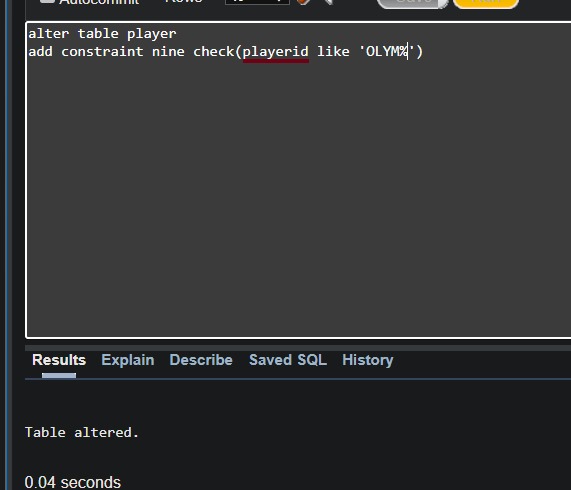 Autocommit Rows
alter table player
add constraint nine check(playerid like 'OLYM%')
Results Explain Describe Saved SQL History
Table altered.
0.04 seconds